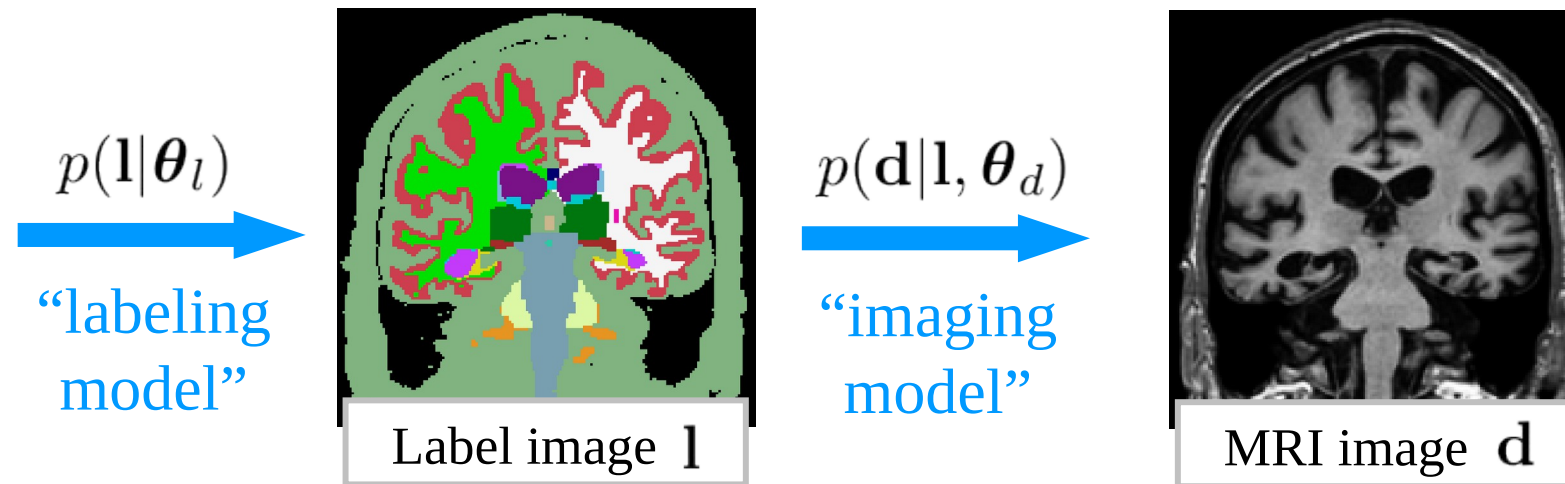 p(l|θ_l)
“labeling
model”
Label image l
p(d|l, θ_d)
“imaging
model”
MRI image d